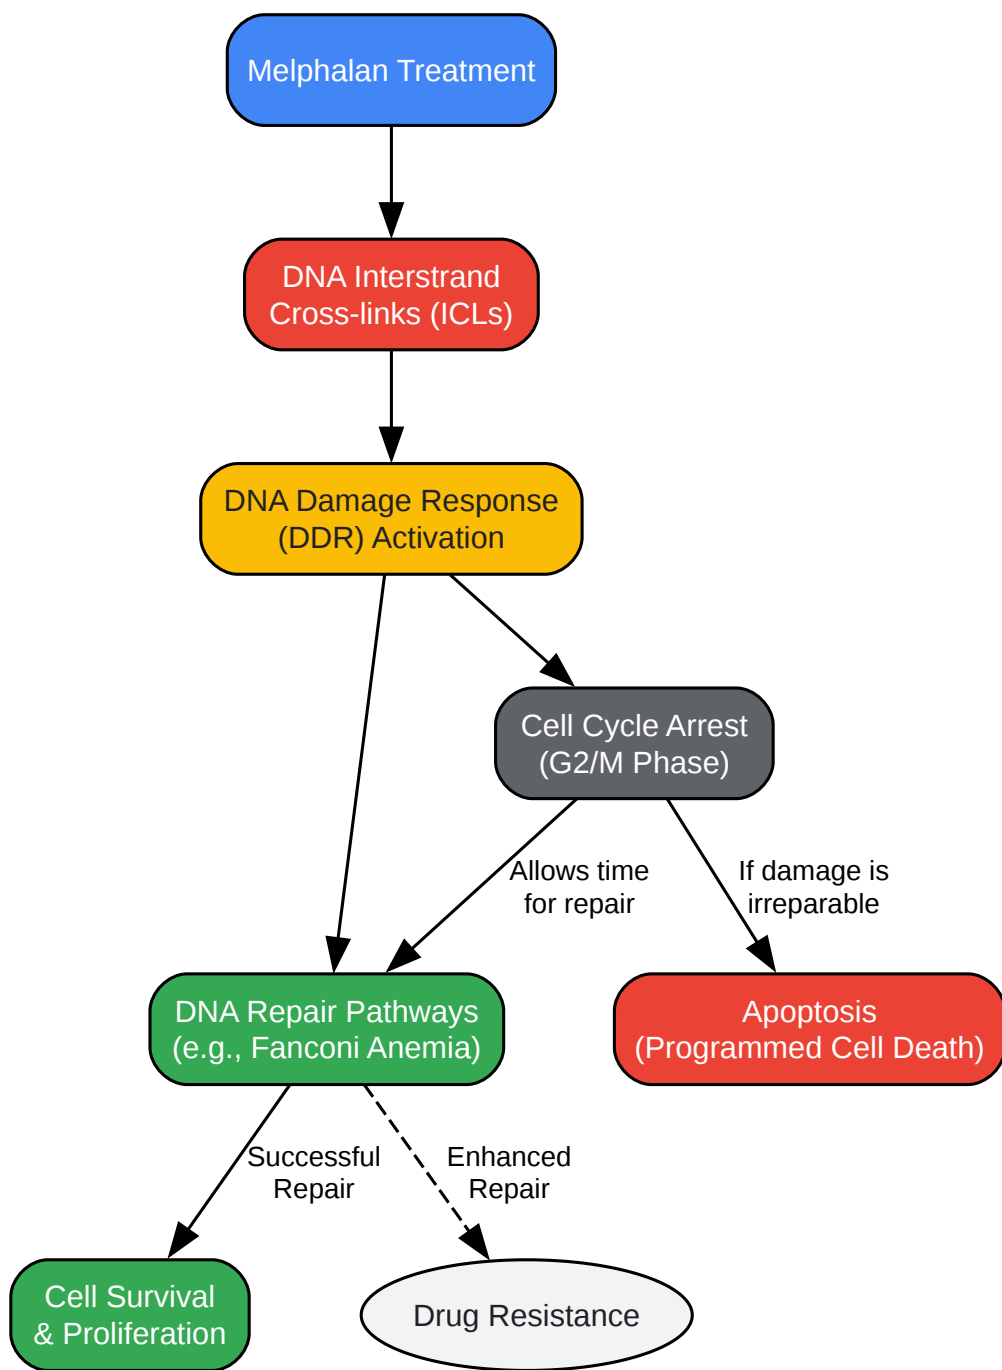 Melphalan Treatment
DNA Interstrand
Cross-links (ICLs)
DNA Damage Response
(DDR) Activation
Cell Cycle Arrest
(G2/M Phase)
Allows time
for repair
If damage is
irreparable
DNA Repair Pathways
(e.g., Fanconi Anemia)
Apoptosis
(Programmed Cell Death)
Successful
Repair
Enhanced
Repair
Cell Survival
& Proliferation
Drug Resistance